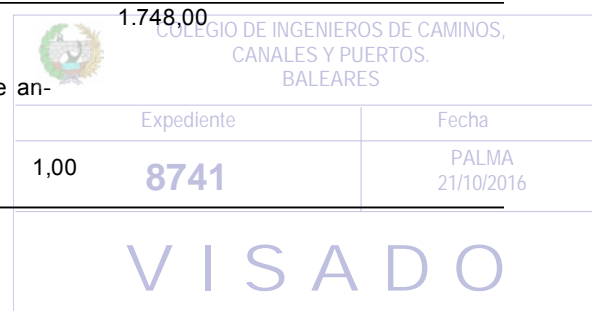 1.748,00
COLEGIO DE INGENIEROS DE CAMINOS,
CANALES Y PUERTOS.
BALEARES
e an-
Expediente Fecha
1,00 8741 PALMA
21/10/2016
VISADO